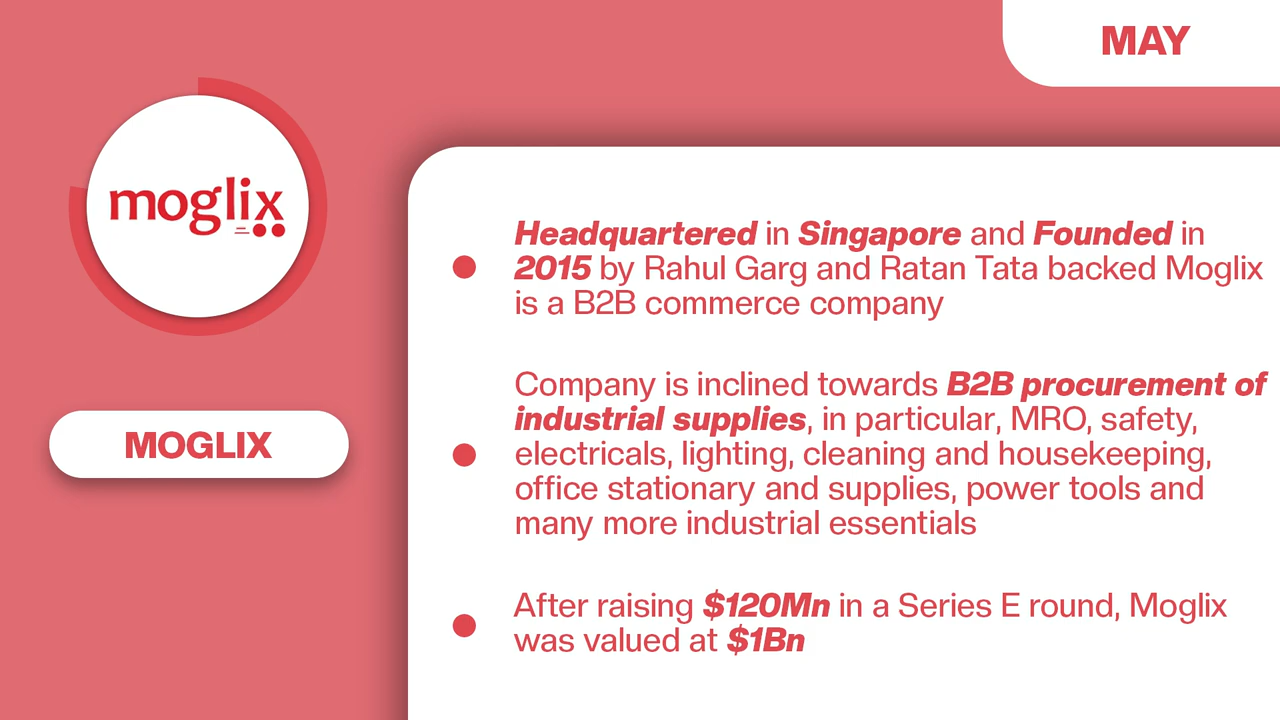 MAY
moglix
MOGLIX
Headquartered in Singapore and Founded in
2015 by Rahul Garg and Ratan Tata backed Moglix
is a B2B commerce company
Company is inclined towards B2B procurement of
industrial supplies, in particular, MRO, safety,
electricals, lighting, cleaning and housekeeping,
office stationary and supplies, power tools and
many more industrial essentials
After raising $120Mn in a Series E round, Moglix
was valued at $1Bn